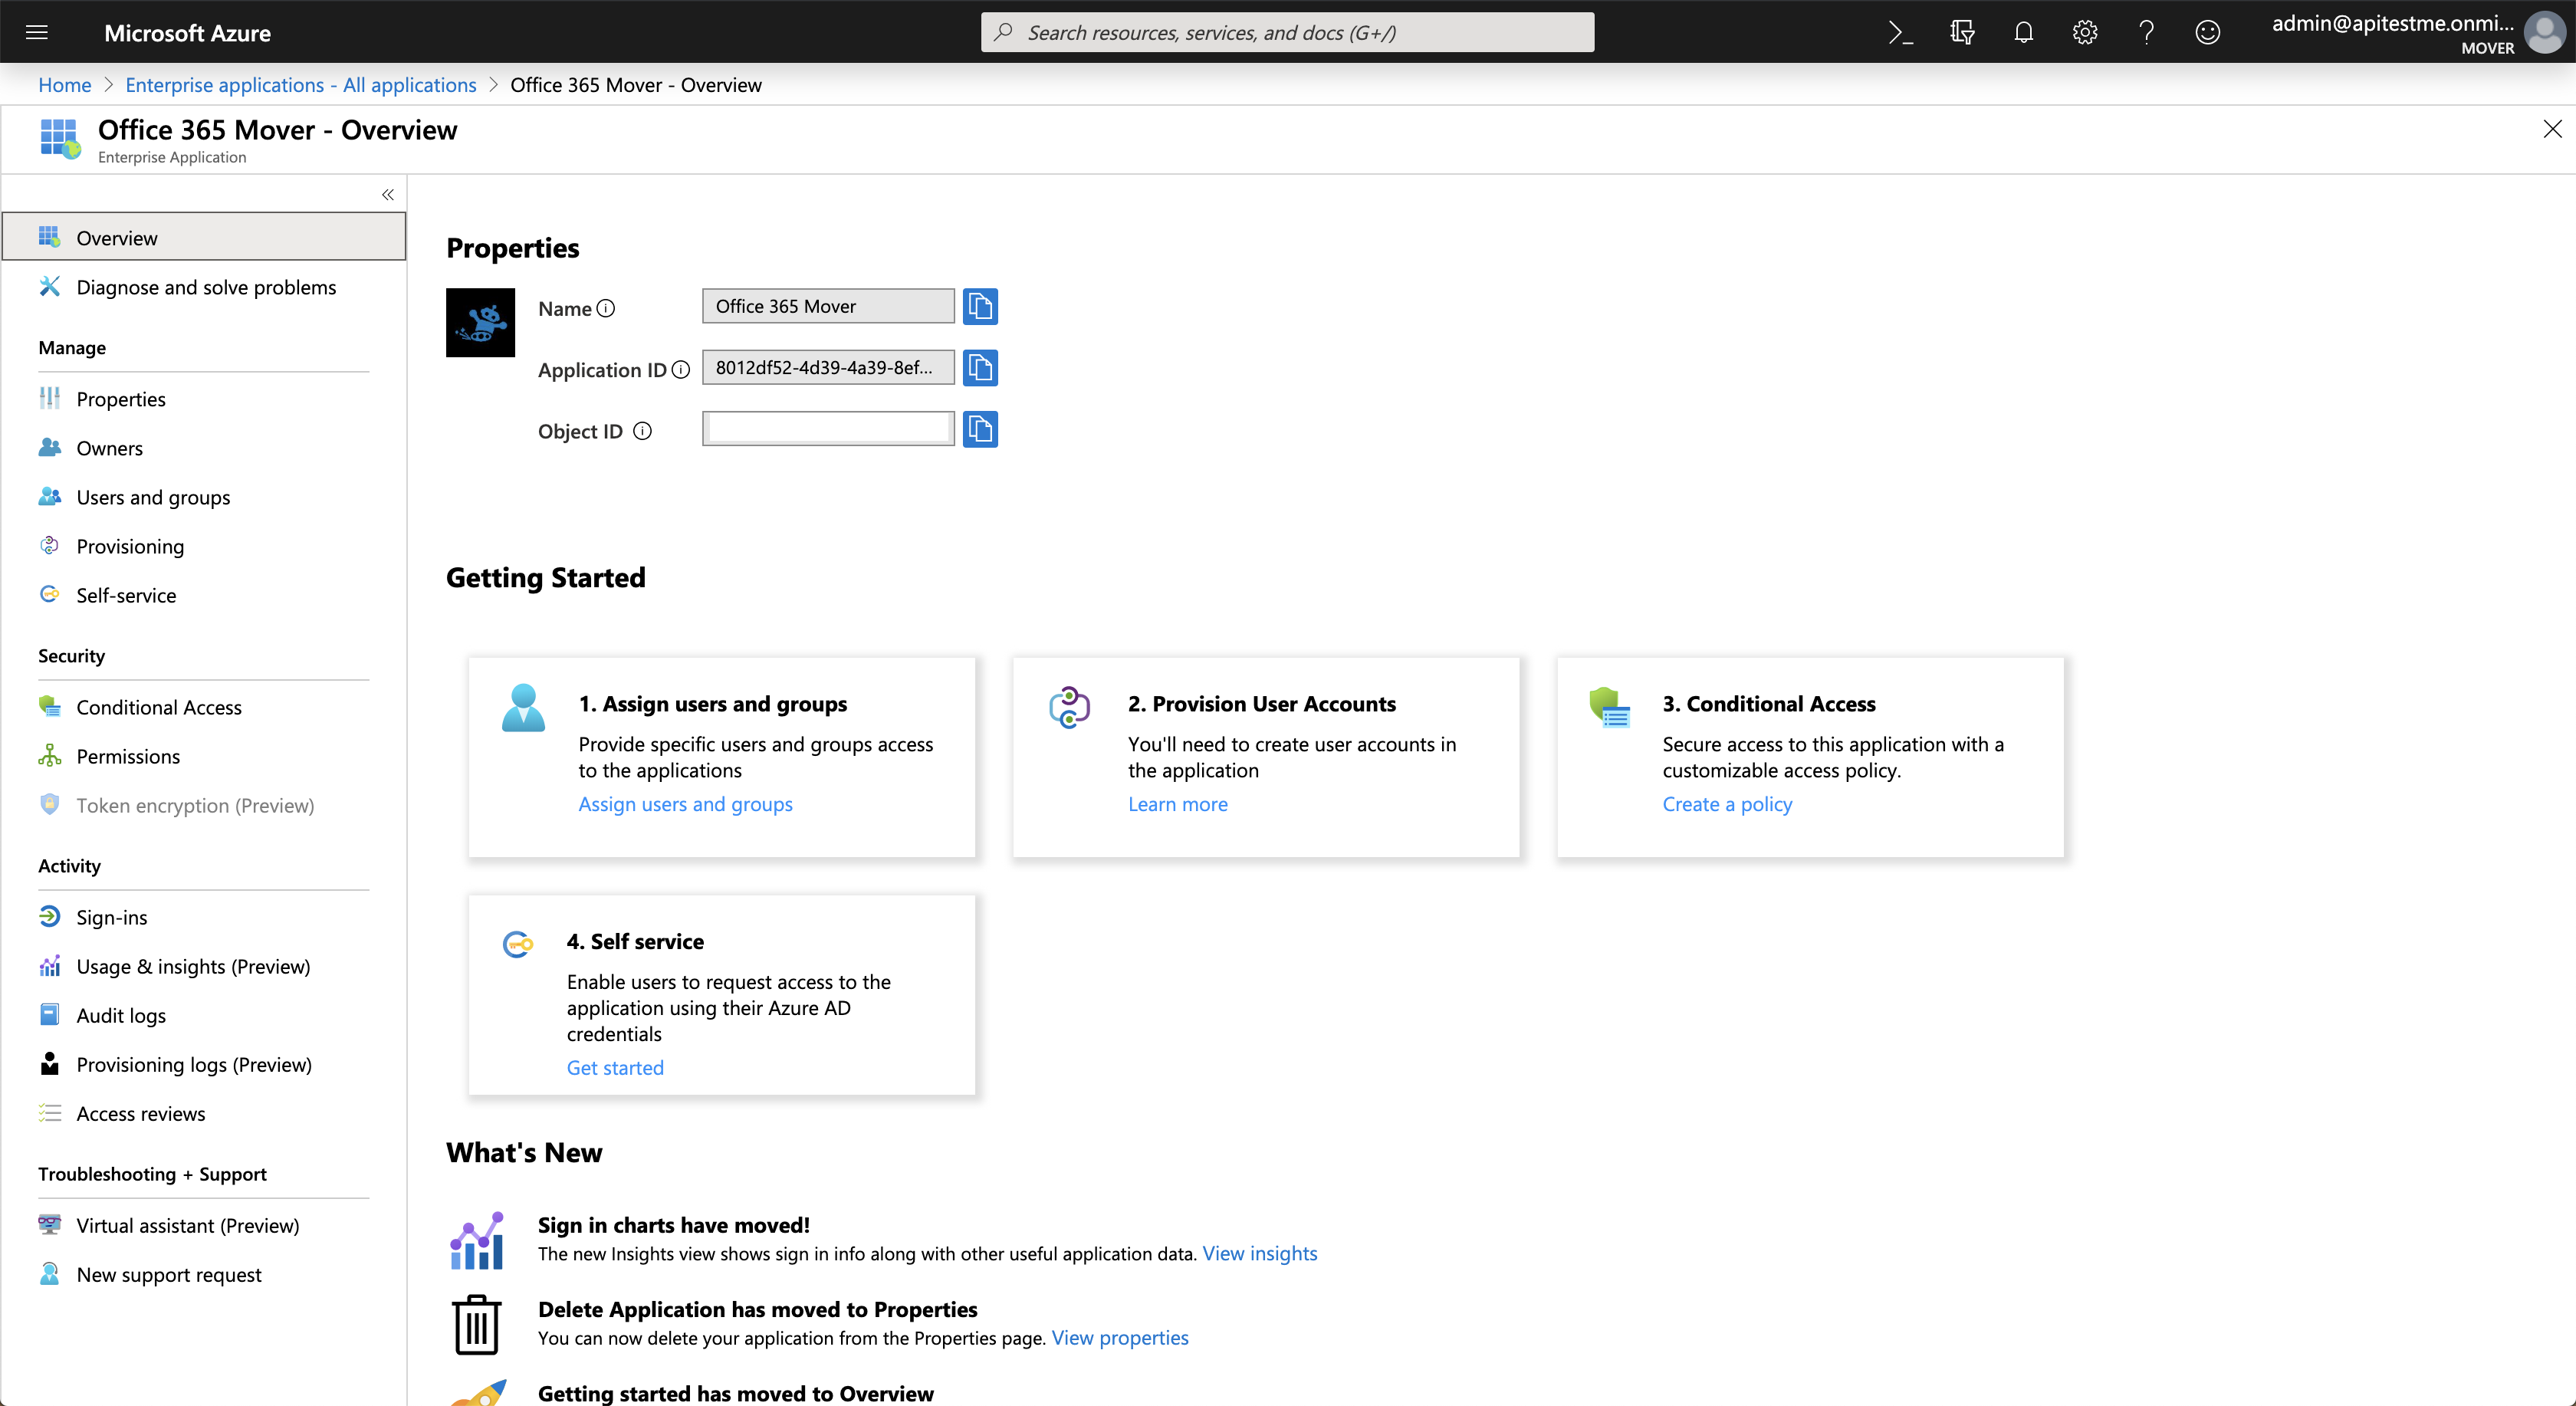 Microsoft Azure
Search resources, services, and docs (G+/)
admin@apitestme.onmi...
MOVER
Home > Enterprise applications - All applications > Office 365 Mover - Overview
Office 365 Mover - Overview
Enterprise Application
«
Overview
Diagnose and solve problems
Manage
Properties
Owners
Users and groups
Provisioning
Self-service
Security
Conditional Access
Permissions
Token encryption (Preview)
Activity
Sign-ins
Usage & insights (Preview)
Audit logs
Provisioning logs (Preview)
Access reviews
Troubleshooting + Support
Virtual assistant (Preview)
New support request
Properties
Name
Office 365 Mover
Application ID
8012df52-4d39-4a39-8ef...
Object ID
Getting Started
1. Assign users and groups
Provide specific users and groups access
to the applications
Assign users and groups
2. Provision User Accounts
You'll need to create user accounts in
the application
Learn more
3. Conditional Access
Secure access to this application with a
customizable access policy.
Create a policy
4. Self service
Enable users to request access to the
application using their Azure AD
credentials
Get started
What's New
Sign in charts have moved!
The new Insights view shows sign in info along with other useful application data. View insights
Delete Application has moved to Properties
You can now delete your application from the Properties page. View properties
Getting started has moved to Overview